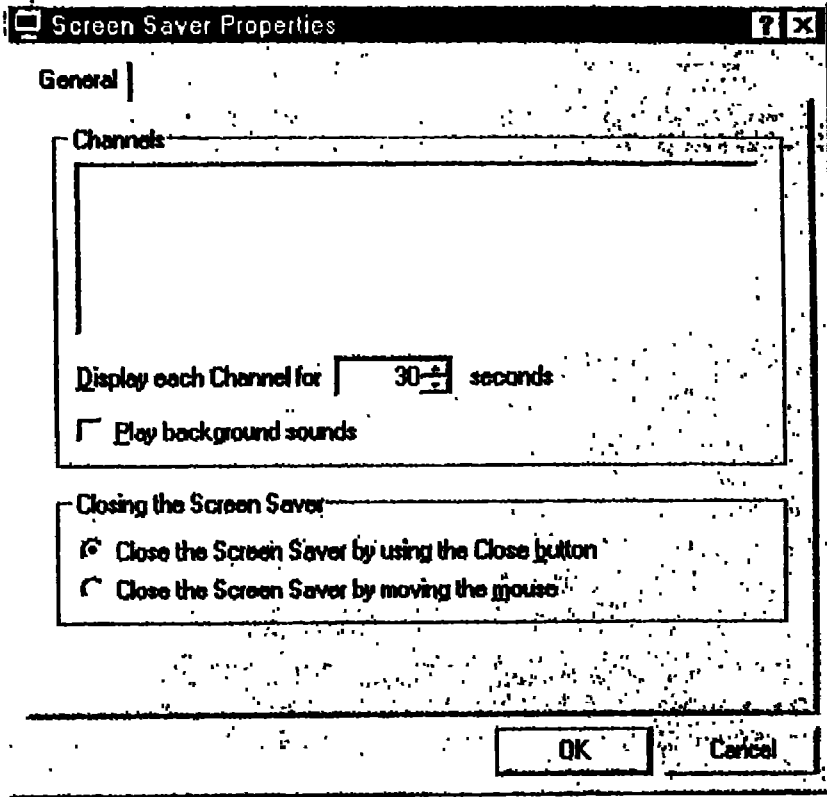 Screen Saver Properties
General
Channels
Display each Channel for 30 seconds
Play background sounds
Closing the Screen Saver
Close the Screen Saver by using the Close button
Close the Screen Saver by moving the mouse
OK Cancel